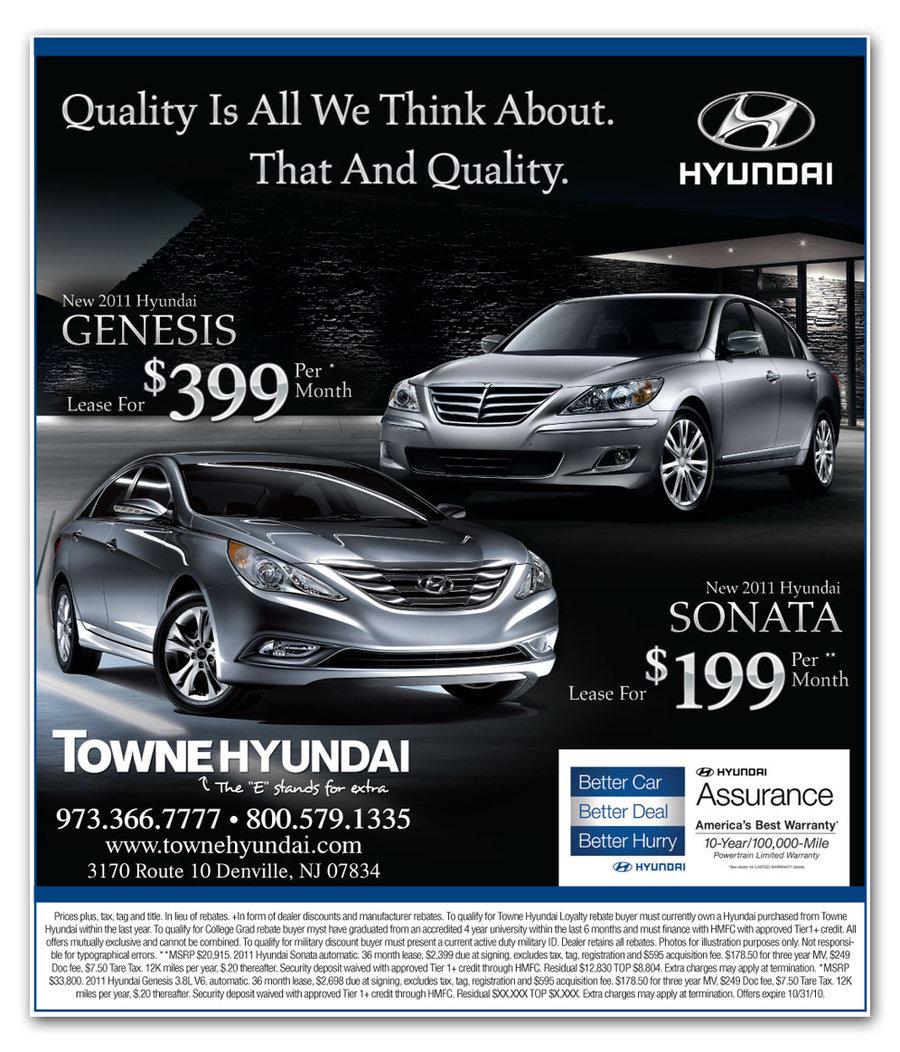 Quality Is All We Think About.
That And Quality.
HYUNDAI
New 2011 Hyundai
GENESIS
Lease For $399 Per * Month
New 2011 Hyundai
SONATA
Lease For $199 Per ** Month
TOWNE HYUNDAI
The "E" stands for extra
973.366.7777 • 800.579.1335
www.townehyundai.com
3170 Route 10 Denville, NJ 07834
Better Car
Better Deal
Better Hurry
HYUNDAI
HYUNDAI
Assurance
America's Best Warranty*
10-Year/100,000-Mile
Powertrain Limited Warranty
*See dealer for LIMITED WARRANTY details.
Prices plus, tax, tag and title. In lieu of rebates. +In form of dealer discounts and manufacturer rebates. To qualify for Towne Hyundai Loyalty rebate buyer must currently own a Hyundai purchased from Towne
Hyundai within the last year. To qualify for College Grad rebate buyer myst have graduated from an accredited 4 year university within the last 6 months and must finance with HMFC with approved Tier1+ credit. All
offers mutually exclusive and cannot be combined. To qualify for military discount buyer must present a current active duty military ID. Dealer retains all rebates. Photos for illustration purposes only. Not responsi-
ble for typographical errors. **MSRP $20,915. 2011 Hyundai Sonata automatic. 36 month lease, $2,399 due at signing, excludes tax, tag, registration and $595 acquisition fee. $178.50 for three year MV, $249
Doc fee, $7.50 Tare Tax. 12K miles per year, $.20 thereafter. Security deposit waived with approved Tier 1+ credit through HMFC. Residual $12,830 TOP $8,804. Extra charges may apply at termination. *MSRP
$33,800. 2011 Hyundai Genesis 3.8L V6, automatic. 36 month lease, $2,698 due at signing, excludes tax, tag, registration and $595 acquisition fee. $178.50 for three year MV, $249 Doc fee, $7.50 Tare Tax. 12K
miles per year, $.20 thereafter. Security deposit waived with approved Tier 1+ credit through HMFC. Residual $XX,XXX TOP $X,XXX. Extra charges may apply at termination. Offers expire 10/31/10.